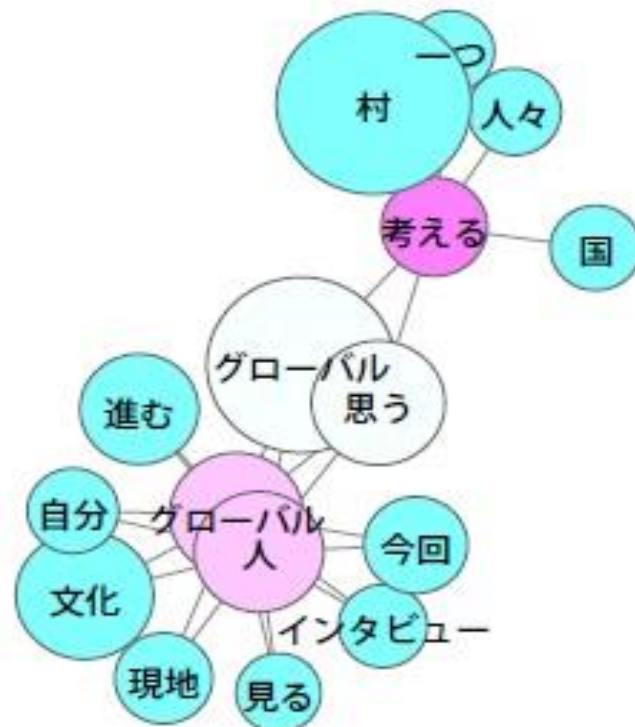 一つ
村
人々
考える
国
グローバル
思う
進む
自分
グローバル
人
今回
文化
インタビュー
現地
見る